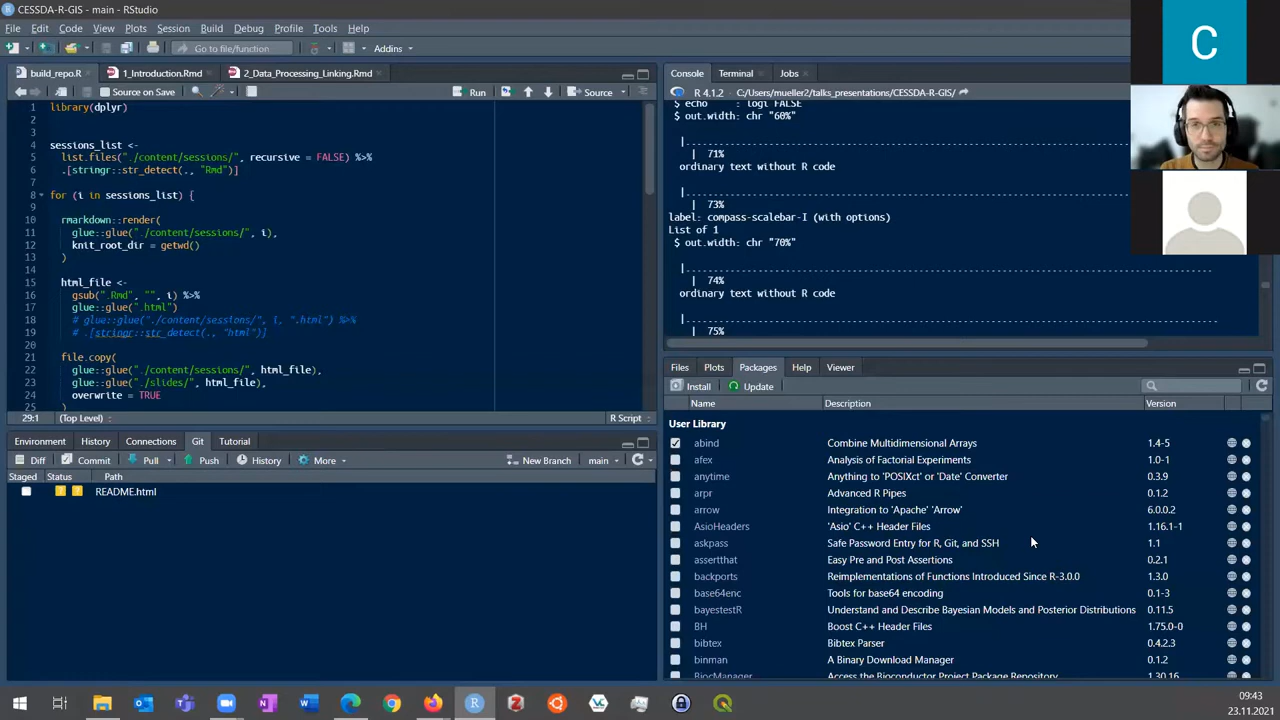 CESSDA-R-GIS - main - RStudio
File Edit Code View Plots Session Build Debug Profile Tools Help
Go to file/function Addins
build_repo.R 1_Introduction.Rmd 2_Data_Processing_Linking.Rmd
Source on Save Run Source
1 library(dplyr)
2
3
4 sessions_list <-
5 list.files("./content/sessions/", recursive = FALSE) %>%
6 .[stringr::str_detect(., "Rmd")]
7
8 for (i in sessions_list) {
9
10 rmarkdown::render(
11 glue::glue("./content/sessions/", i),
12 knit_root_dir = getwd()
13 )
14
15 html_file <-
16 gsub(".Rmd", "", i) %>%
17 glue::glue(".html")
18 # glue::glue("./content/sessions/", i, ".html") %>%
19 # .[stringr::str_detect(., "html")]
20
21 file.copy(
22 glue::glue("./content/sessions/", html_file),
23 glue::glue("./slides/", html_file),
24 overwrite = TRUE
25 )
29:1 (Top Level) R Script
Environment History Connections Git Tutorial
Diff Commit Pull Push History More New Branch main
Staged Status Path
README.html
Console Terminal Jobs
R 4.1.2 · C:/Users/mueller2/talks_presentations/CESSDA-R-GIS/
$ echo : logi FALSE
$ out.width: chr "60%"
|....................................................................
| 71%
ordinary text without R code
|....................................................................
| 73%
label: compass-scalebar-I (with options)
List of 1
$ out.width: chr "70%"
|....................................................................
| 74%
ordinary text without R code
|....................................................................
| 75%
Files Plots Packages Help Viewer
Install Update
Name Description Version
User Library
abind Combine Multidimensional Arrays 1.4-5
afex Analysis of Factorial Experiments 1.0-1
anytime Anything to 'POSIXct' or 'Date' Converter 0.3.9
arpr Advanced R Pipes 0.1.2
arrow Integration to 'Apache' 'Arrow' 6.0.0.2
AsioHeaders 'Asio' C++ Header Files 1.16.1-1
askpass Safe Password Entry for R, Git, and SSH 1.1
assertthat Easy Pre and Post Assertions 0.2.1
backports Reimplementations of Functions Introduced Since R-3.0.0 1.3.0
base64enc Tools for base64 encoding 0.1-3
bayestestR Understand and Describe Bayesian Models and Posterior Distributions 0.11.5
BH Boost C++ Header Files 1.75.0-0
bibtex Bibtex Parser 0.4.2.3
binman A Binary Download Manager 0.1.2
BiocManager Access the Bioconductor Project Package Repository 1.30.16
C
09:43
23.11.2021